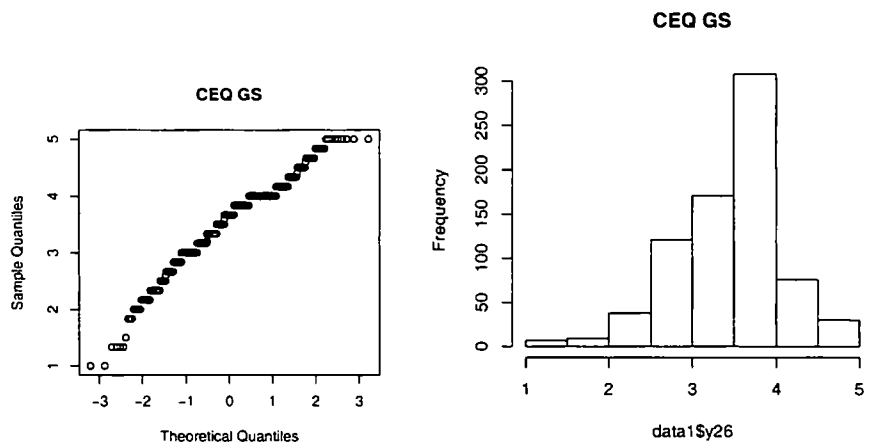 CEQ GS
Sample Quantiles
5
4
3
2
1
-3 -2 -1 0 1 2 3
Theoretical Quantiles
CEQ GS
Frequency
300
250
200
150
100
50
0
1 2 3 4 5
data1$y26